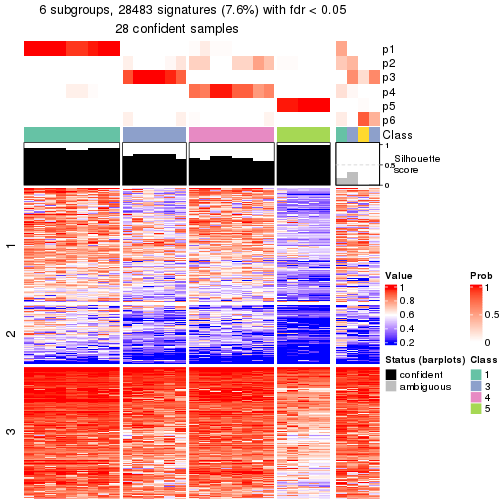 6 subgroups, 28483 signatures (7.6%) with fdr < 0.05
28 confident samples
p1
p2
p3
p4
p5
p6
Class
1
0.5
0
Silhouette
score
1
2
3
Value
1
0.8
0.6
0.4
0.2
Prob
1
0.5
0
Status (barplots)
confident
ambiguous
Class
1
3
4
5